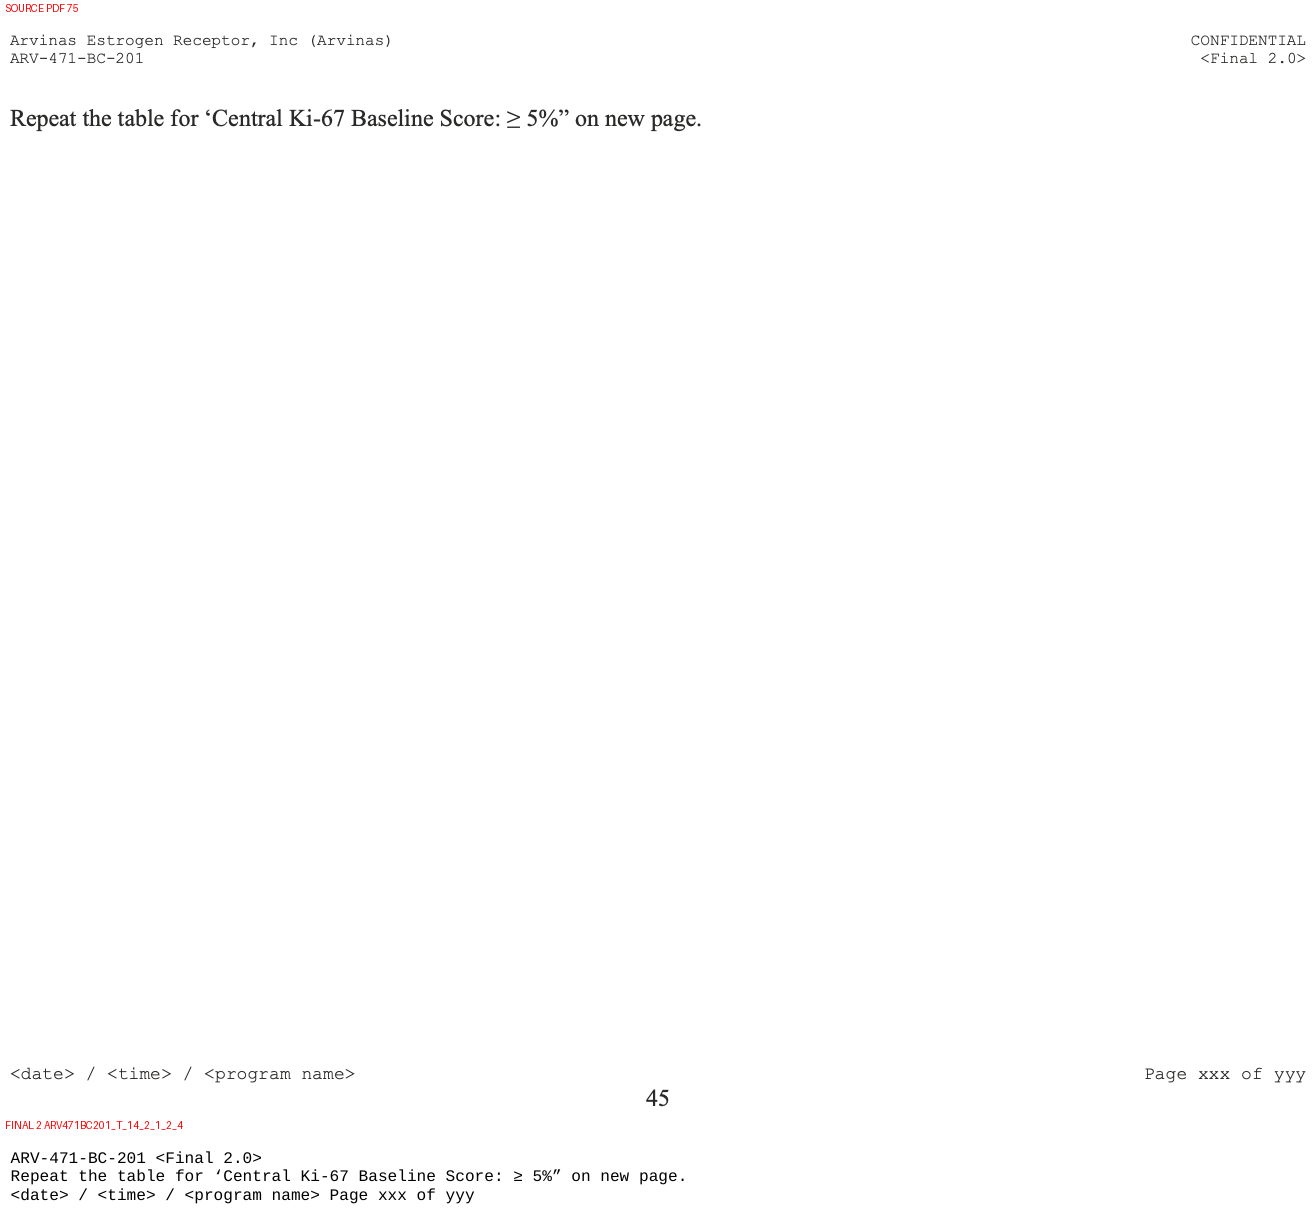 SOURCE PDF 75
Arvinas Estrogen Receptor, Inc (Arvinas) CONFIDENTIAL
ARV-471-BC-201 <Final 2.0>
Repeat the table for ‘Central Ki-67 Baseline Score: ≥ 5%” on new page.
<date> / <time> / <program name> Page xxx of yyy
45
FINAL 2 ARV471BC201_T_14_2_1_2_4
ARV-471-BC-201 <Final 2.0>
Repeat the table for ‘Central Ki-67 Baseline Score: ≥ 5%” on new page.
<date> / <time> / <program name> Page xxx of yyy